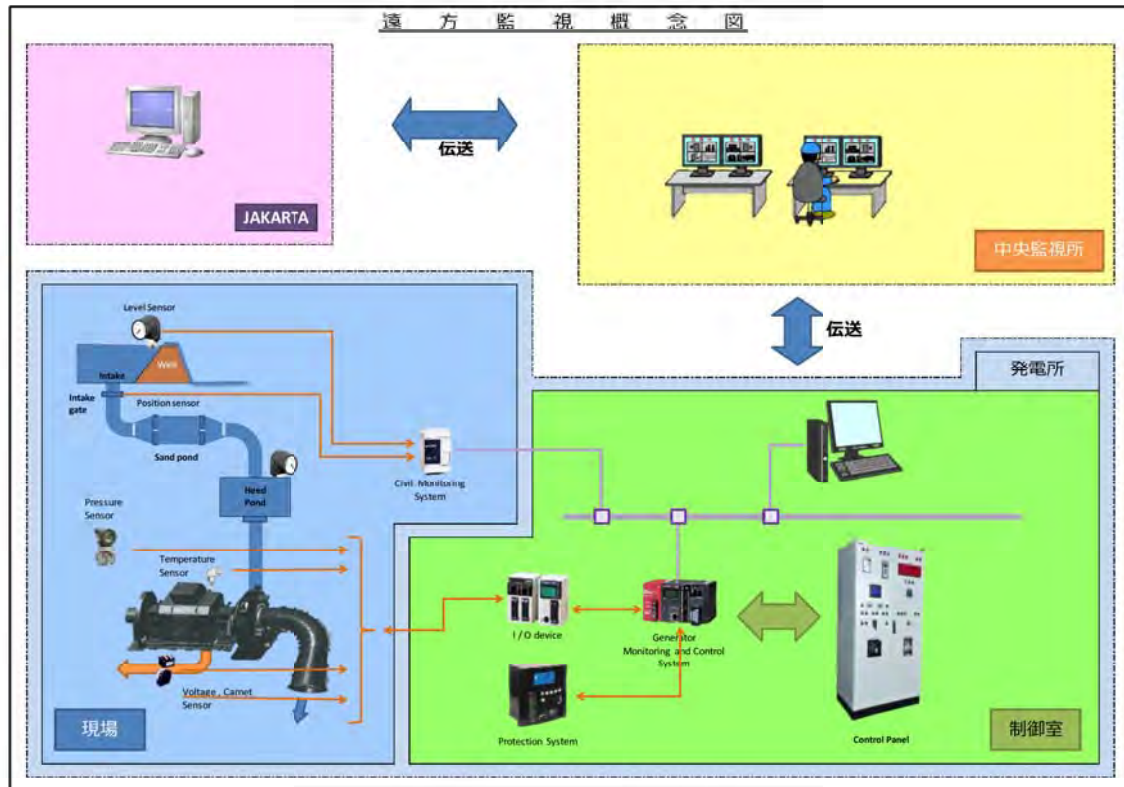 遠方監視概念図
JAKARTA
伝送
中央監視所
伝送
発電所
Level Sensor
Weir
Intake
Intake
gate
Position sensor
Sand pond
Civil Monitoring
System
Heed
Pond
Pressure
Sensor
Temperature
Sensor
I / O device
Generator
Monitoring and Control
System
Voltage , Carnet
Sensor
Protection System
Control Panel
現場
制御室